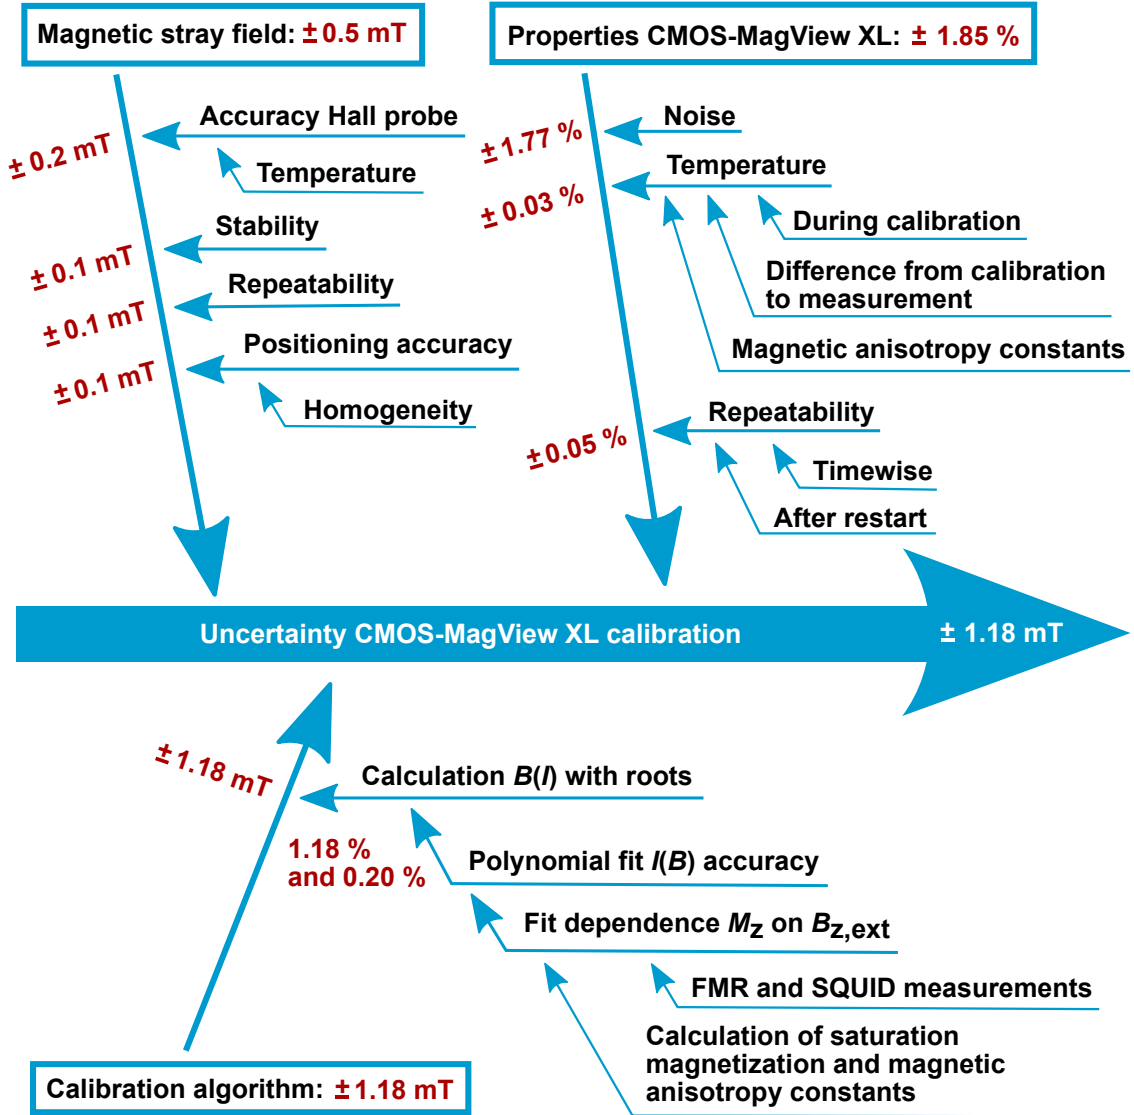 Magnetic stray field: ± 0.5 mT
± 0.2 mT
Accuracy Hall probe
Temperature
± 0.1 mT
Stability
± 0.1 mT
Repeatability
± 0.1 mT
Positioning accuracy
Homogeneity
Properties CMOS-MagView XL: ± 1.85 %
± 1.77 %
Noise
± 0.03 %
Temperature
During calibration
Difference from calibration
to measurement
Magnetic anisotropy constants
± 0.05 %
Repeatability
Timewise
After restart
Uncertainty CMOS-MagView XL calibration ± 1.18 mT
± 1.18 mT
Calculation B(I) with roots
1.18 %
and 0.20 %
Polynomial fit I(B) accuracy
Fit dependence Mz on Bz,ext
FMR and SQUID measurements
Calculation of saturation
magnetization and magnetic
anisotropy constants
Calibration algorithm: ± 1.18 mT